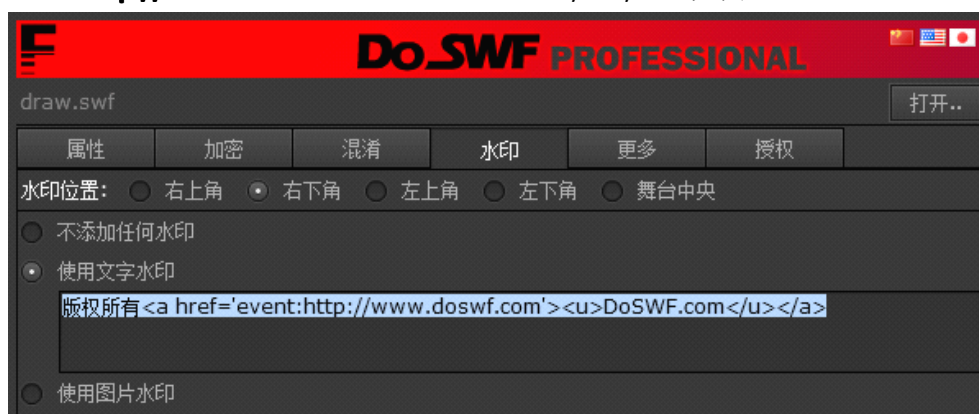 DoSWF PROFESSIONAL
draw.swf 打开..
属性 加密 混淆 水印 更多 授权
水印位置: 右上角 右下角 左上角 左下角 舞台中央
不添加任何水印
使用文字水印
版权所有<a href='event:http://www.doswf.com'><u>DoSWF.com</u></a>
使用图片水印